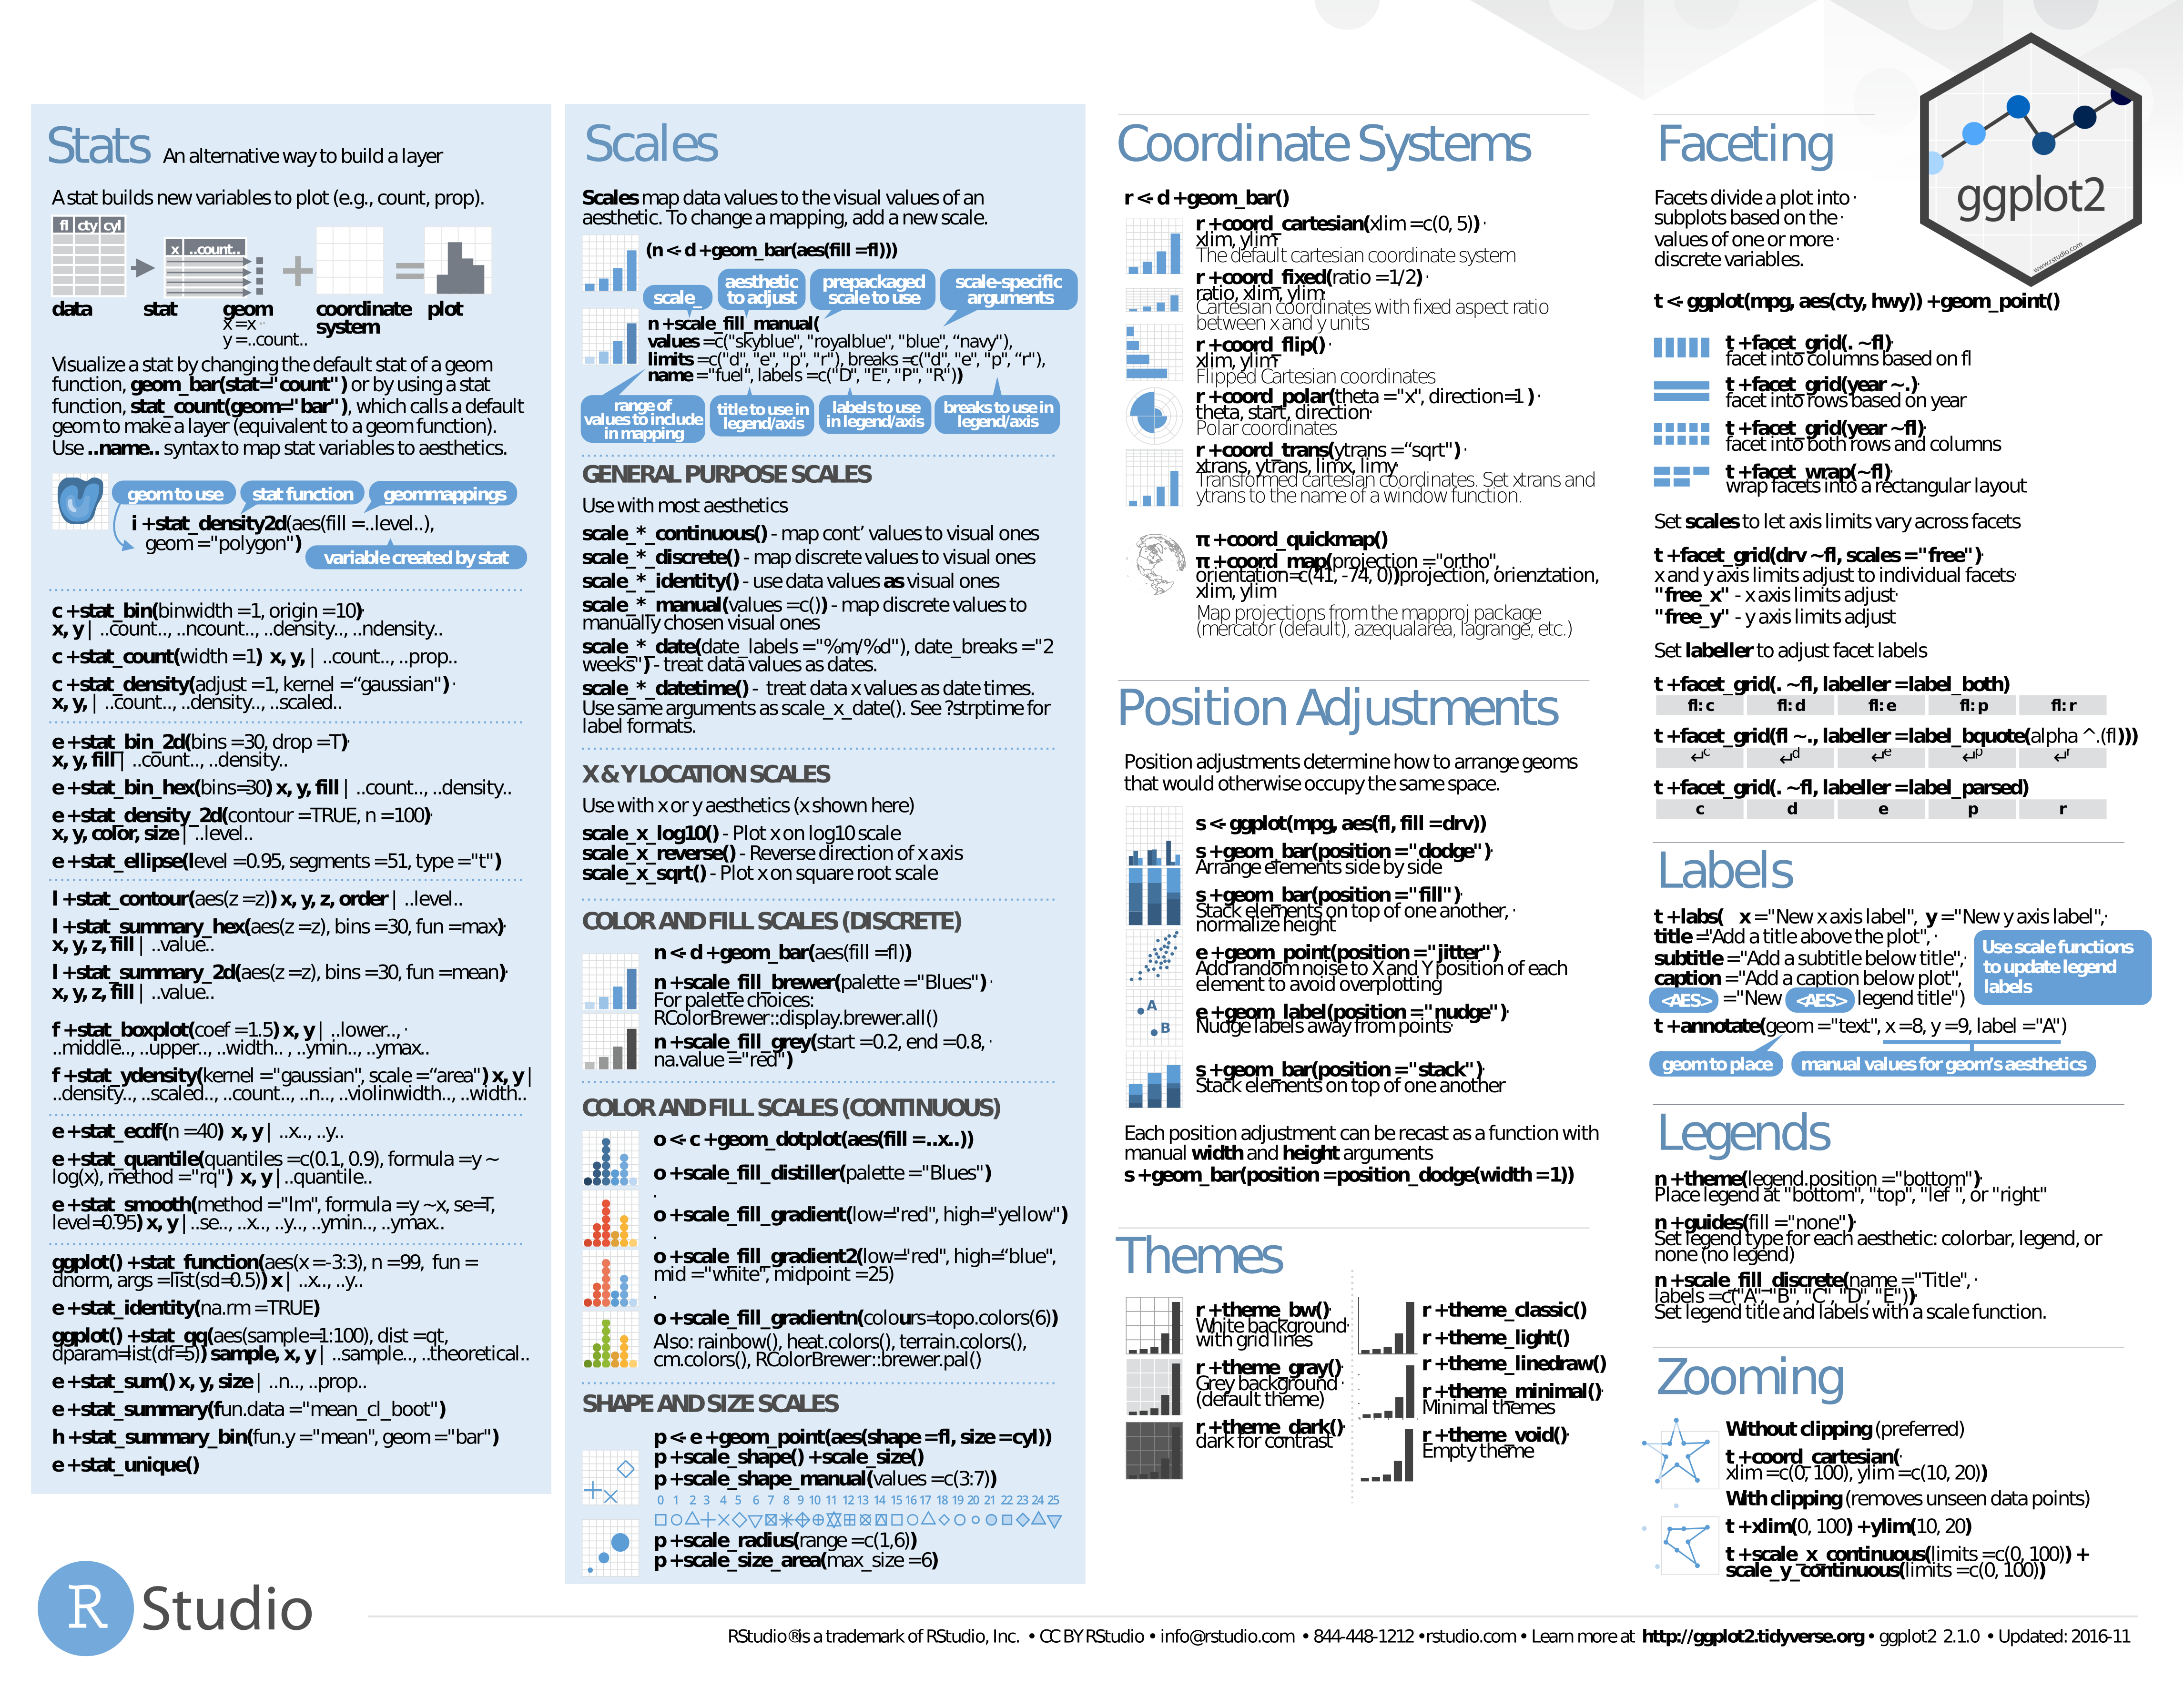 Stats An alternative way to build a layer
A stat builds new variables to plot (e.g., count, prop).
fl cty cyl
x ..count..
data stat geom coordinate plot
x = x · system
y = ..count..
Visualize a stat by changing the default stat of a geom
function, geom_bar(stat="count") or by using a stat
function, stat_count(geom="bar"), which calls a default
geom to make a layer (equivalent to a geom function).
Use ..name.. syntax to map stat variables to aesthetics.
geom to use stat function geommappings
i + stat_density2d(aes(fill = ..level..),
geom = "polygon")
variable created by stat
c + stat_bin(binwidth = 1, origin = 10)
x, y | ..count.., ..ncount.., ..density.., ..ndensity..
c + stat_count(width = 1) x, y, | ..count.., ..prop..
c + stat_density(adjust = 1, kernel = “gaussian")
x, y, | ..count.., ..density.., ..scaled..
e + stat_bin_2d(bins = 30, drop = T)
x, y, fill | ..count.., ..density..
e + stat_bin_hex(bins=30) x, y, fill | ..count.., ..density..
e + stat_density_2d(contour = TRUE, n = 100)
x, y, color, size | ..level..
e + stat_ellipse(level = 0.95, segments = 51, type = "t")
l + stat_contour(aes(z = z)) x, y, z, order | ..level..
l + stat_summary_hex(aes(z = z), bins = 30, fun = max)
x, y, z, fill | ..value..
l + stat_summary_2d(aes(z = z), bins = 30, fun = mean)
x, y, z, fill | ..value..
f + stat_boxplot(coef = 1.5) x, y | ..lower..,
..middle.., ..upper.., ..width.. , ..ymin.., ..ymax..
f + stat_ydensity(kernel = "gaussian", scale = “area") x, y |
..density.., ..scaled.., ..count.., ..n.., ..violinwidth.., ..width..
e + stat_ecdf(n = 40) x, y | ..x.., ..y..
e + stat_quantile(quantiles = c(0.1, 0.9), formula = y ~
log(x), method = "rq") x, y | ..quantile..
e + stat_smooth(method = "lm", formula = y ~ x, se=T,
level=0.95) x, y | ..se.., ..x.., ..y.., ..ymin.., ..ymax..
ggplot() + stat_function(aes(x = -3:3), n = 99, fun =
dnorm, args = list(sd=0.5)) x | ..x.., ..y..
e + stat_identity(na.rm = TRUE)
ggplot() + stat_qq(aes(sample=1:100), dist = qt,
dparam=list(df=5)) sample, x, y | ..sample.., ..theoretical..
e + stat_sum() x, y, size | ..n.., ..prop..
e + stat_summary(fun.data = "mean_cl_boot")
h + stat_summary_bin(fun.y = "mean", geom = "bar")
e + stat_unique()
Scales
Scales map data values to the visual values of an
aesthetic. To change a mapping, add a new scale.
(n <- d + geom_bar(aes(fill = fl)))
scale_ aesthetic to adjust prepackaged scale to use scale-specific arguments
n + scale_fill_manual(
values = c("skyblue", "royalblue", "blue", “navy"),
limits = c("d", "e", "p", "r"), breaks =c("d", "e", "p", “r"),
name = "fuel", labels = c("D", "E", "P", "R"))
range of values to include in mapping title to use in legend/axis labels to use in legend/axis breaks to use in legend/axis
GENERAL PURPOSE SCALES
Use with most aesthetics
scale_*_continuous() - map cont’ values to visual ones
scale_*_discrete() - map discrete values to visual ones
scale_*_identity() - use data values as visual ones
scale_*_manual(values = c()) - map discrete values to
manually chosen visual ones
scale_*_date(date_labels = "%m/%d"), date_breaks = "2
weeks") - treat data values as dates.
scale_*_datetime() - treat data x values as date times.
Use same arguments as scale_x_date(). See ?strptime for
label formats.
X & Y LOCATION SCALES
Use with x or y aesthetics (x shown here)
scale_x_log10() - Plot x on log10 scale
scale_x_reverse() - Reverse direction of x axis
scale_x_sqrt() - Plot x on square root scale
COLOR AND FILL SCALES (DISCRETE)
n <- d + geom_bar(aes(fill = fl))
n + scale_fill_brewer(palette = "Blues")
For palette choices:
RColorBrewer::display.brewer.all()
n + scale_fill_grey(start = 0.2, end = 0.8,
na.value = "red")
COLOR AND FILL SCALES (CONTINUOUS)
o <- c + geom_dotplot(aes(fill = ..x..))
o + scale_fill_distiller(palette = "Blues")
o + scale_fill_gradient(low="red", high="yellow")
o + scale_fill_gradient2(low="red", high=“blue",
mid = "white", midpoint = 25)
o + scale_fill_gradientn(colours=topo.colors(6))
Also: rainbow(), heat.colors(), terrain.colors(),
cm.colors(), RColorBrewer::brewer.pal()
SHAPE AND SIZE SCALES
p <- e + geom_point(aes(shape = fl, size = cyl))
p + scale_shape() + scale_size()
p + scale_shape_manual(values = c(3:7))
0 1 2 3 4 5 6 7 8 9 10 11 12 13 14 15 16 17 18 19 20 21 22 23 24 25
p + scale_radius(range = c(1,6))
p + scale_size_area(max_size = 6)
Coordinate Systems
r <- d + geom_bar()
r + coord_cartesian(xlim = c(0, 5))
xlim, ylim
The default cartesian coordinate system
r + coord_fixed(ratio = 1/2)
ratio, xlim, ylim
Cartesian coordinates with fixed aspect ratio
between x and y units
r + coord_flip()
xlim, ylim
Flipped Cartesian coordinates
r + coord_polar(theta = "x", direction=1 )
theta, start, direction
Polar coordinates
r + coord_trans(ytrans = “sqrt")
xtrans, ytrans, limx, limy
Transformed cartesian coordinates. Set xtrans and
ytrans to the name of a window function.
π + coord_quickmap()
π + coord_map(projection = "ortho",
orientation=c(41, -74, 0))projection, orienztation,
xlim, ylim
Map projections from the mapproj package
(mercator (default), azequalarea, lagrange, etc.)
Position Adjustments
Position adjustments determine how to arrange geoms
that would otherwise occupy the same space.
s <- ggplot(mpg, aes(fl, fill = drv))
s + geom_bar(position = "dodge")
Arrange elements side by side
s + geom_bar(position = "fill")
Stack elements on top of one another,
normalize height
e + geom_point(position = "jitter")
Add random noise to X and Y position of each
element to avoid overplotting
A
B
e + geom_label(position = "nudge")
Nudge labels away from points
s + geom_bar(position = "stack")
Stack elements on top of one another
Each position adjustment can be recast as a function with
manual width and height arguments
s + geom_bar(position = position_dodge(width = 1))
Themes
r + theme_bw()
White background
with grid lines
r + theme_gray()
Grey background
(default theme)
r + theme_dark()
dark for contrast
r + theme_classic()
r + theme_light()
r + theme_linedraw()
r + theme_minimal()
Minimal themes
r + theme_void()
Empty theme
Faceting
Facets divide a plot into
subplots based on the
values of one or more
discrete variables.
ggplot2
www.rstudio.com
t <- ggplot(mpg, aes(cty, hwy)) + geom_point()
t + facet_grid(. ~ fl)
facet into columns based on fl
t + facet_grid(year ~ .)
facet into rows based on year
t + facet_grid(year ~ fl)
facet into both rows and columns
t + facet_wrap(~ fl)
wrap facets into a rectangular layout
Set scales to let axis limits vary across facets
t + facet_grid(drv ~ fl, scales = "free")
x and y axis limits adjust to individual facets
"free_x" - x axis limits adjust
"free_y" - y axis limits adjust
Set labeller to adjust facet labels
t + facet_grid(. ~ fl, labeller = label_both)
fl: c fl: d fl: e fl: p fl: r
t + facet_grid(fl ~ ., labeller = label_bquote(alpha ^ .(fl)))
↵c ↵d ↵e ↵p ↵r
t + facet_grid(. ~ fl, labeller = label_parsed)
c d e p r
Labels
t + labs( x = "New x axis label", y = "New y axis label",
title ="Add a title above the plot",
subtitle = "Add a subtitle below title",
caption = "Add a caption below plot",
<AES> = "New <AES> legend title")
Use scale functions
to update legend
labels
t + annotate(geom = "text", x = 8, y = 9, label = "A")
geom to place manual values for geom’s aesthetics
Legends
n + theme(legend.position = "bottom")
Place legend at "bottom", "top", "lef ", or "right"
n + guides(fill = "none")
Set legend type for each aesthetic: colorbar, legend, or
none (no legend)
n + scale_fill_discrete(name = "Title",
labels = c("A", "B", "C", "D", "E"))
Set legend title and labels with a scale function.
Zooming
Without clipping (preferred)
t + coord_cartesian(
xlim = c(0, 100), ylim = c(10, 20))
With clipping (removes unseen data points)
t + xlim(0, 100) + ylim(10, 20)
t + scale_x_continuous(limits = c(0, 100)) +
scale_y_continuous(limits = c(0, 100))
R Studio
RStudio® is a trademark of RStudio, Inc. • CC BY RStudio • info@rstudio.com • 844-448-1212 • rstudio.com • Learn more at http://ggplot2.tidyverse.org • ggplot2 2.1.0 • Updated: 2016-11